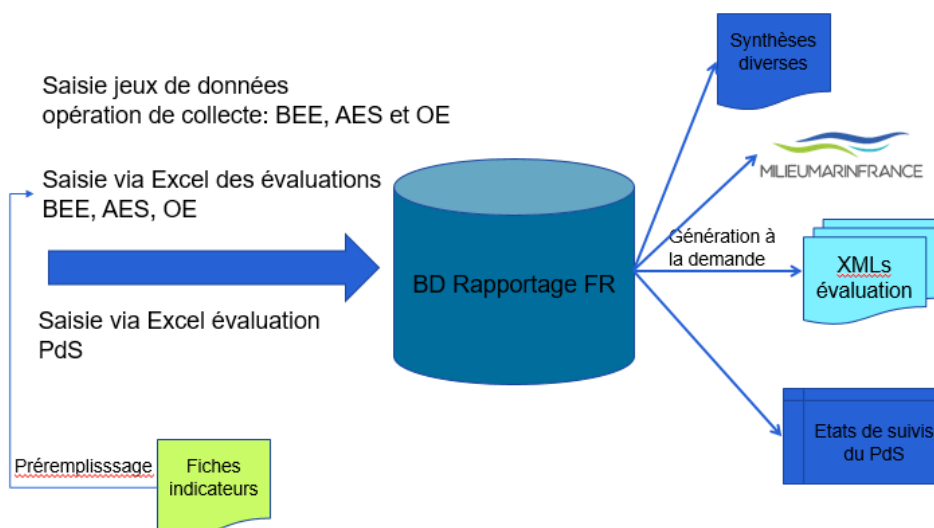 Saisie jeux de données
opération de collecte: BEE, AES et OE
Saisie via Excel des évaluations
BEE, AES, OE
Saisie via Excel évaluation
PdS
Préremplisssage
Fiches
indicateurs
BD Rapportage FR
Synthèses
diverses
MILIEUMARINFRANCE
Génération à
la demande
XMLs
évaluation
Etats de suivis
du PdS